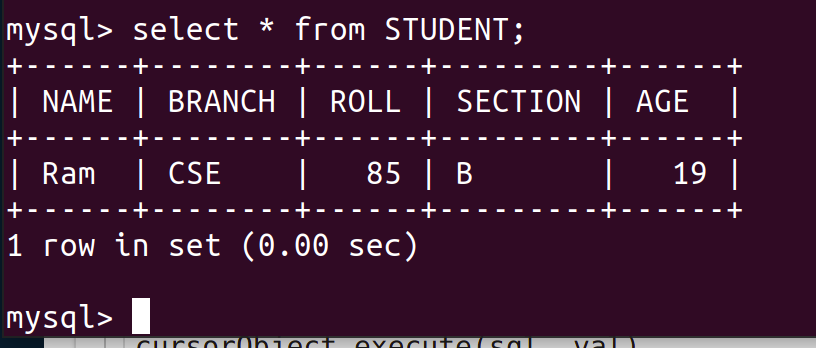 mysql> select * from STUDENT;
+------+--------+------+---------+------+
| NAME | BRANCH | ROLL | SECTION | AGE  |
+------+--------+------+---------+------+
| Ram  | CSE    |   85 | B       |   19 |
+------+--------+------+---------+------+
1 row in set (0.00 sec)
mysql>
cursorObject.execute(sql, val)